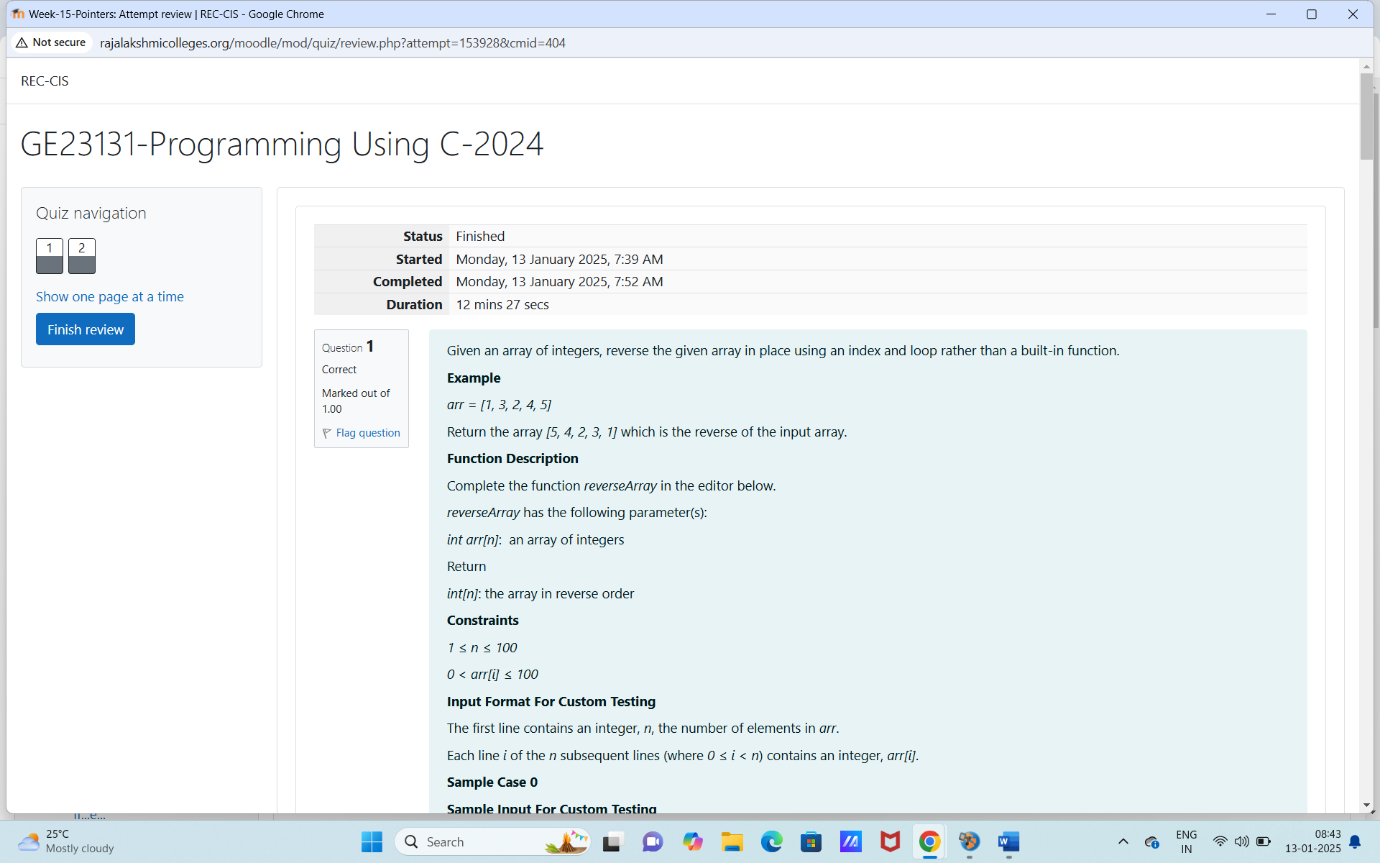 Week-15-Pointers: Attempt review | REC-CIS - Google Chrome
Not secure rajalakshmicolleges.org/moodle/mod/quiz/review.php?attempt=153928&cmid=404
REC-CIS
GE23131-Programming Using C-2024
Quiz navigation
1 2
Show one page at a time
Finish review
Status Finished
Started Monday, 13 January 2025, 7:39 AM
Completed Monday, 13 January 2025, 7:52 AM
Duration 12 mins 27 secs
Question 1
Correct
Marked out of
1.00
Flag question
Given an array of integers, reverse the given array in place using an index and loop rather than a built-in function.
Example
arr = [1, 3, 2, 4, 5]
Return the array [5, 4, 2, 3, 1] which is the reverse of the input array.
Function Description
Complete the function reverseArray in the editor below.
reverseArray has the following parameter(s):
int arr[n]: an array of integers
Return
int[n]: the array in reverse order
Constraints
1 ≤ n ≤ 100
0 < arr[i] ≤ 100
Input Format For Custom Testing
The first line contains an integer, n, the number of elements in arr.
Each line i of the n subsequent lines (where 0 ≤ i < n) contains an integer, arr[i].
Sample Case 0
Sample Input For Custom Testing
25°C
Mostly cloudy
Search
ENG
IN
08:43
13-01-2025